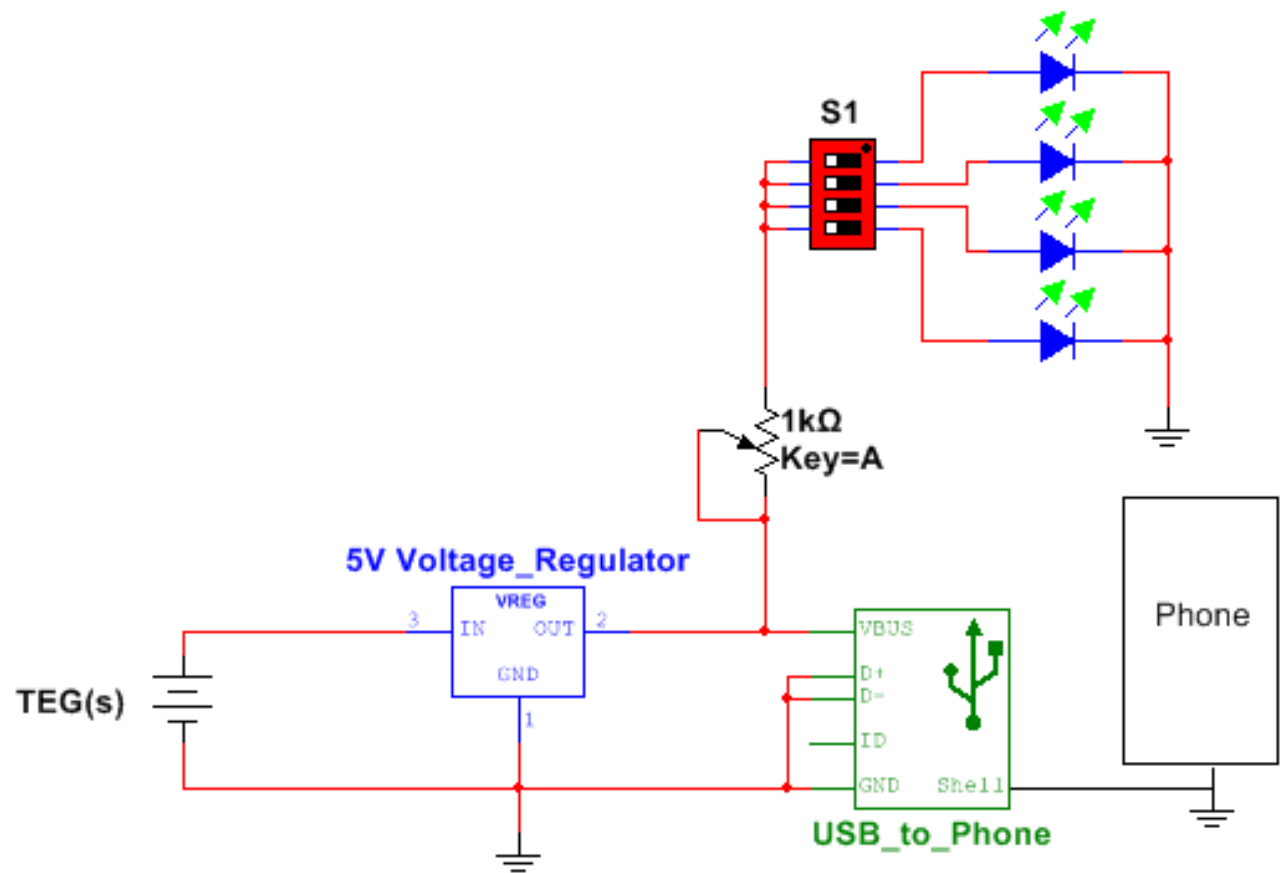 S1
1kΩ
Key=A
5V Voltage_Regulator
VREG
3 IN OUT 2
GND
1
TEG(s)
VBUS
D+
D-
ID
GND Shell
USB_to_Phone
Phone